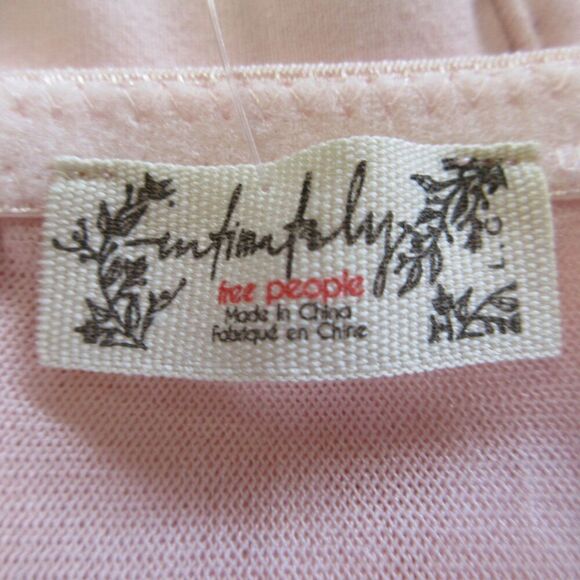 intimately
free people
Made in China
Fabriqué en Chine
L.O